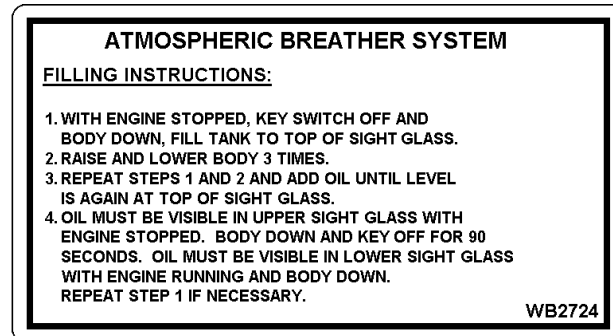 ATMOSPHERIC BREATHER SYSTEM
FILLING INSTRUCTIONS:
1. WITH ENGINE STOPPED, KEY SWITCH OFF AND
BODY DOWN, FILL TANK TO TOP OF SIGHT GLASS.
2. RAISE AND LOWER BODY 3 TIMES.
3. REPEAT STEPS 1 AND 2 AND ADD OIL UNTIL LEVEL
IS AGAIN AT TOP OF SIGHT GLASS.
4. OIL MUST BE VISIBLE IN UPPER SIGHT GLASS WITH
ENGINE STOPPED. BODY DOWN AND KEY OFF FOR 90
SECONDS. OIL MUST BE VISIBLE IN LOWER SIGHT GLASS
WITH ENGINE RUNNING AND BODY DOWN.
REPEAT STEP 1 IF NECESSARY.
WB2724